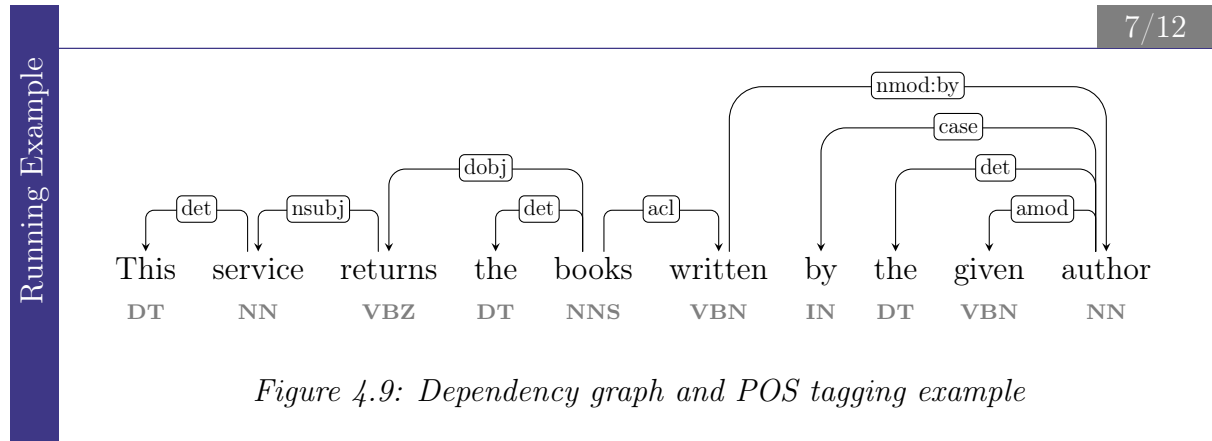 7/12
Running Example
nmod:by
case
dobj det
det nsubj det acl amod
This service returns the books written by the given author
DT NN VBZ DT NNS VBN IN DT VBN NN
Figure 4.9: Dependency graph and POS tagging example